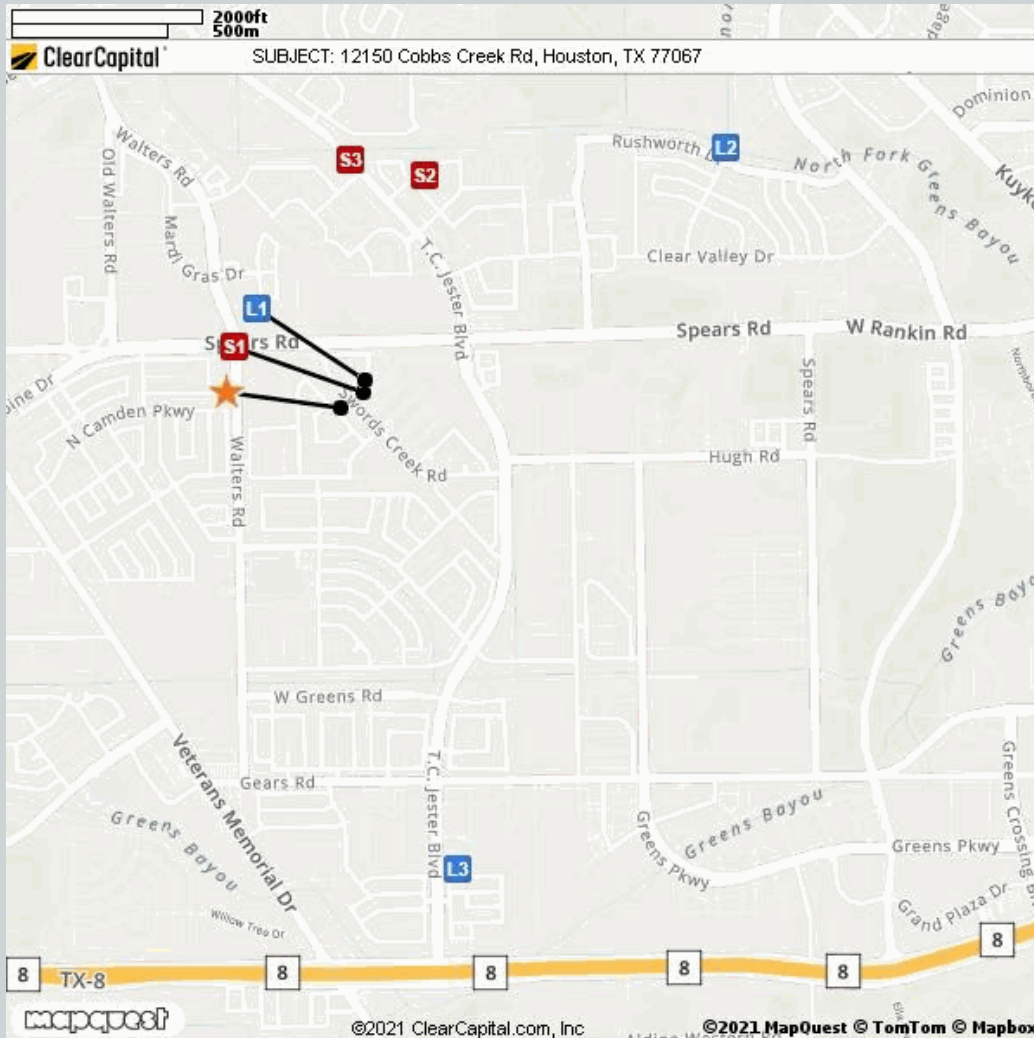 2000ft
500m
ClearCapital
SUBJECT: 12150 Cobbs Creek Rd, Houston, TX 77067
Dominion
Walters Rd
Old Walters Rd
S3
S2
Rushworth
L2
North Fork Greens Bayou
Mardi Gras Dr
T.C. Jester Blvd
Clear Valley Dr
L1
S1
Spears Rd
W Rankin Rd
N Camden Pkwy
Swords Creek Rd
Walters Rd
Spears Rd
Hugh Rd
Greens Bayou
W Greens Rd
Veterans Memorial Dr
T.C. Jester Blvd
Gears Rd
Greens Bayou
Greens Pkwy
Greens Bayou
Greens Pkwy
Greens Crossing
L3
Willow Tree Dr
Grand Plaza Dr
8
TX-8
8
8
8
8
8
mapquest
©2021 ClearCapital.com, Inc
©2021 MapQuest © TomTom © Mapbox